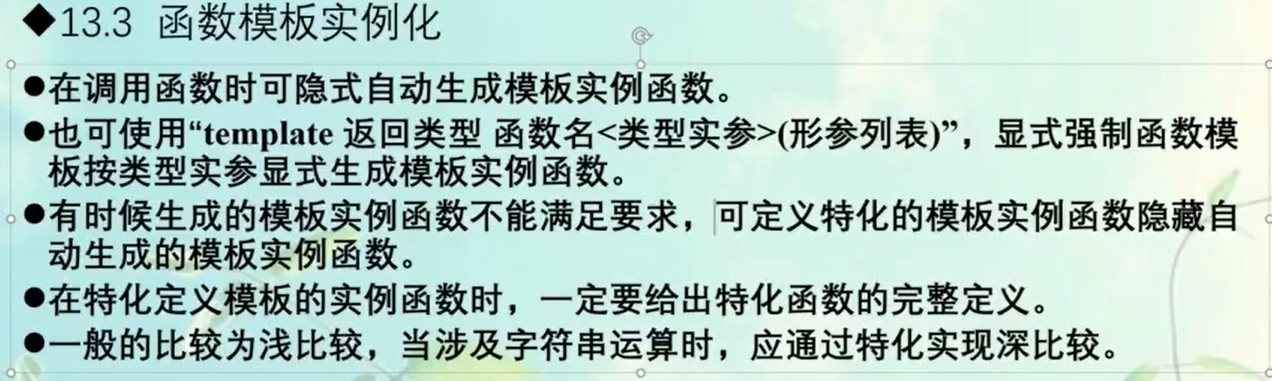 ◆13.3 函数模板实例化
●在调用函数时可隐式自动生成模板实例函数。
●也可使用“template 返回类型 函数名<类型实参>(形参列表)”，显式强制函数模
板按类型实参显式生成模板实例函数。
●有时候生成的模板实例函数不能满足要求，可定义特化的模板实例函数隐藏自
动生成的模板实例函数。
●在特化定义模板的实例函数时，一定要给出特化函数的完整定义。
●一般的比较为浅比较，当涉及字符串运算时，应通过特化实现深比较。